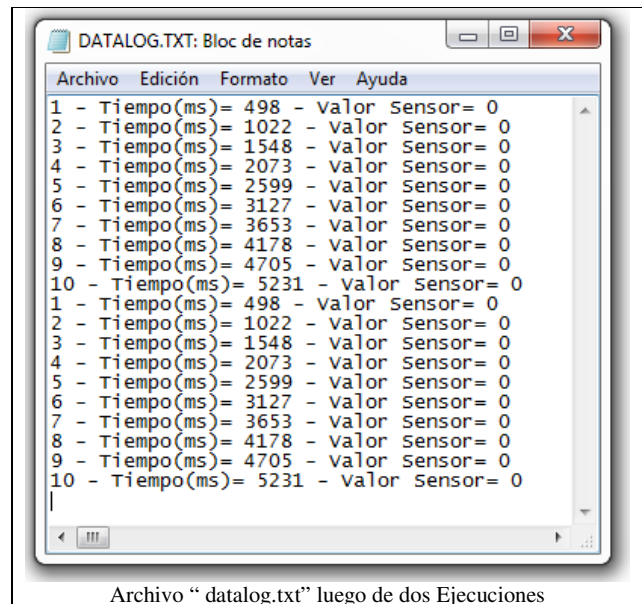 DATALOG.TXT: Bloc de notas
Archivo Edición Formato Ver Ayuda
1 - Tiempo(ms)= 498 - Valor Sensor= 0
2 - Tiempo(ms)= 1022 - Valor Sensor= 0
3 - Tiempo(ms)= 1548 - Valor Sensor= 0
4 - Tiempo(ms)= 2073 - Valor Sensor= 0
5 - Tiempo(ms)= 2599 - Valor Sensor= 0
6 - Tiempo(ms)= 3127 - Valor Sensor= 0
7 - Tiempo(ms)= 3653 - Valor Sensor= 0
8 - Tiempo(ms)= 4178 - Valor Sensor= 0
9 - Tiempo(ms)= 4705 - Valor Sensor= 0
10 - Tiempo(ms)= 5231 - Valor Sensor= 0
1 - Tiempo(ms)= 498 - Valor Sensor= 0
2 - Tiempo(ms)= 1022 - Valor Sensor= 0
3 - Tiempo(ms)= 1548 - Valor Sensor= 0
4 - Tiempo(ms)= 2073 - Valor Sensor= 0
5 - Tiempo(ms)= 2599 - Valor Sensor= 0
6 - Tiempo(ms)= 3127 - Valor Sensor= 0
7 - Tiempo(ms)= 3653 - Valor Sensor= 0
8 - Tiempo(ms)= 4178 - Valor Sensor= 0
9 - Tiempo(ms)= 4705 - Valor Sensor= 0
10 - Tiempo(ms)= 5231 - Valor Sensor= 0
Archivo “ datalog.txt” luego de dos Ejecuciones